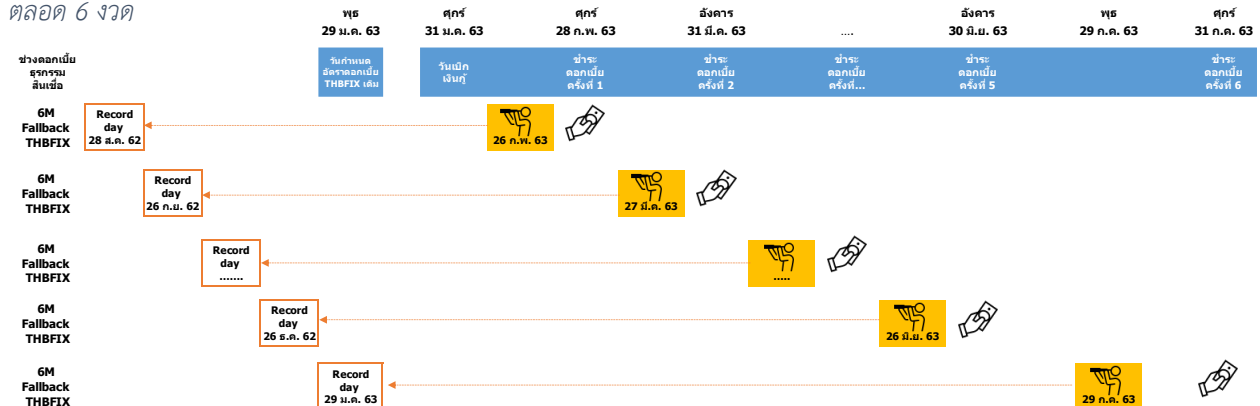 ตลอด 6 งวด
พุธ
29 ม.ค. 63
ศุกร์
31 ม.ค. 63
ศุกร์
28 ก.พ. 63
อังคาร
31 มี.ค. 63
....
อังคาร
30 มิ.ย. 63
พุธ
29 ก.ค. 63
ศุกร์
31 ก.ค. 63
ช่วงดอกเบี้ย
ธุรกรรม
สินเชื่อ
วันกำหนด
อัตราดอกเบี้ย
THBFIX เดิม
วันเบิก
เงินกู้
ชำระ
ดอกเบี้ย
ครั้งที่ 1
ชำระ
ดอกเบี้ย
ครั้งที่ 2
ชำระ
ดอกเบี้ย
ครั้งที่...
ชำระ
ดอกเบี้ย
ครั้งที่ 5
ชำระ
ดอกเบี้ย
ครั้งที่ 6
6M
Fallback
THBFIX
Record
day
28 ส.ค. 62
26 ก.พ. 63
6M
Fallback
THBFIX
Record
day
26 ก.ย. 62
27 มี.ค. 63
6M
Fallback
THBFIX
Record
day
.......
.....
6M
Fallback
THBFIX
Record
day
26 ธ.ค. 62
26 มิ.ย. 63
6M
Fallback
THBFIX
Record
day
29 ม.ค. 63
29 ก.ค. 63